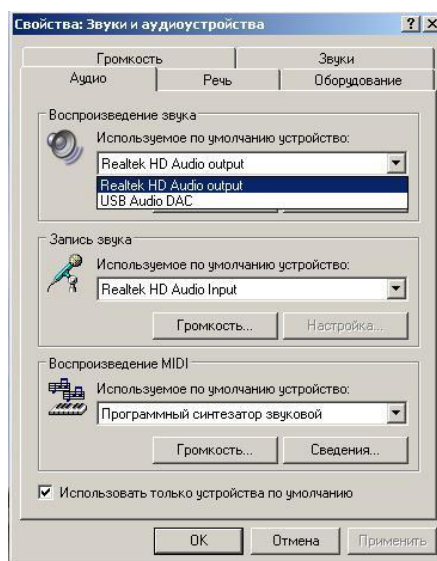 Свойства: Звуки и аудиоустройства
Громкость Звуки
Аудио Речь Оборудование
Воспроизведение звука
Используемое по умолчанию устройство:
Realtek HD Audio output
Realtek HD Audio output
USB Audio DAC
Запись звука
Используемое по умолчанию устройство:
Realtek HD Audio Input
Громкость... Настройка...
Воспроизведение MIDI
Используемое по умолчанию устройство:
Программный синтезатор звуковой
Громкость... Сведения...
Использовать только устройства по умолчанию
OK Отмена Применить